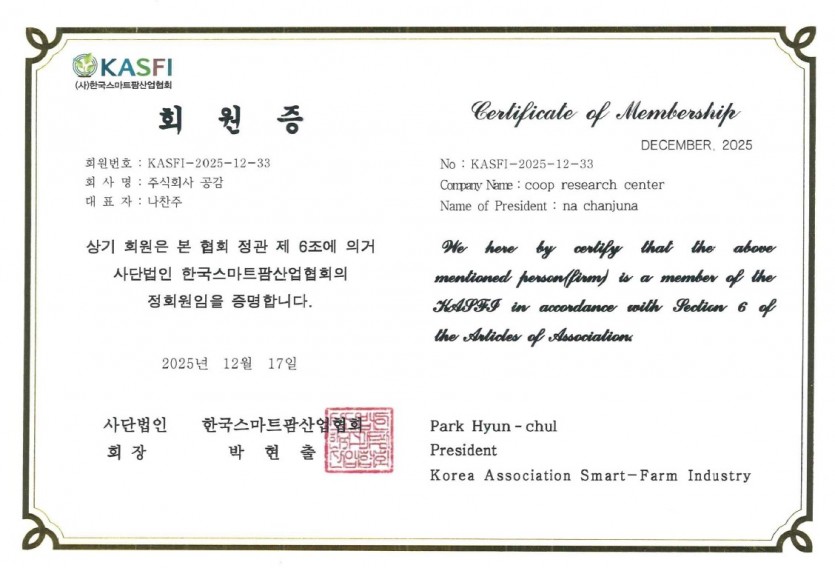 KASFI
(사)한국스마트팜산업협회
회 원 증
회원번호 : KASFI-2025-12-33
회 사 명 : 주식회사 공감
대 표 자 : 나찬주
상기 회원은 본 협회 정관 제 6조에 의거
사단법인 한국스마트팜산업협회의
정회원임을 증명합니다.
2025년 12월 17일
사단법인 한국스마트팜산업협회
회 장 박 현 출
Certificate of Membership
DECEMBER, 2025
No : KASFI-2025-12-33
Company Name : coop research center
Name of President : na chanjuna
We here by certify that the above
mentioned person(firm) is a member of the
KASFI in accordance with Section 6 of
the Articles of Association.
Park Hyun-chul
President
Korea Association Smart-Farm Industry